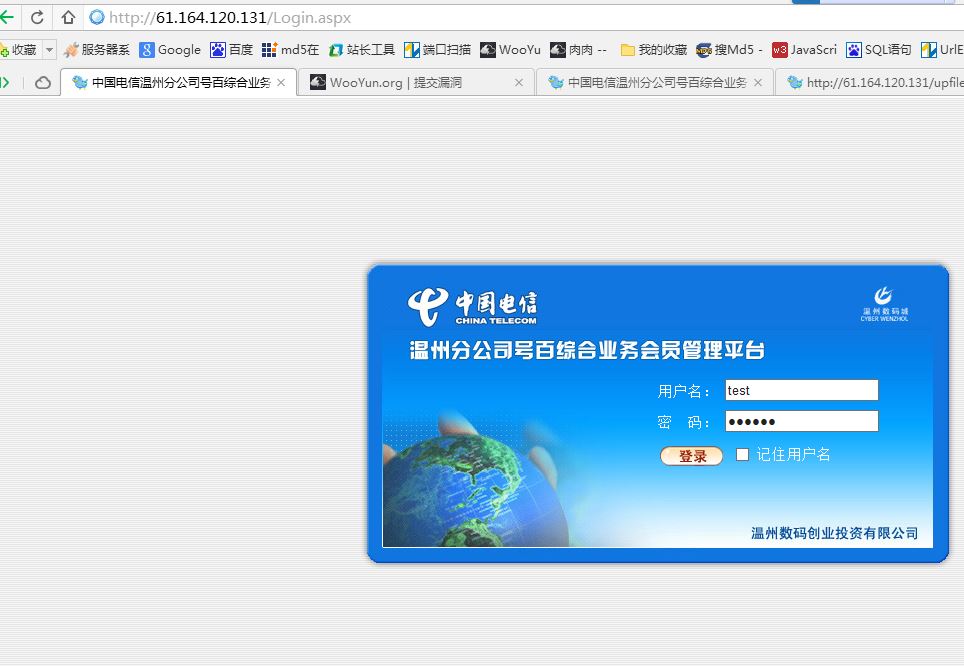 http://61.164.120.131/Login.aspx
收藏 服务器系 Google 百度 md5在 站长工具 端口扫描 WooYu 肉肉 -- 我的收藏 搜Md5 - JavaScri SQL语句 UrlE
中国电信温州分公司号百综合业务 WooYun.org | 提交漏洞 中国电信温州分公司号百综合业务 http://61.164.120.131/upfile
中国电信
CHINA TELECOM
温州数码城
CYBER WENZHOU
温州分公司号百综合业务会员管理平台
用户名： test
密 码： ●●●●●●
登录 记住用户名
温州数码创业投资有限公司